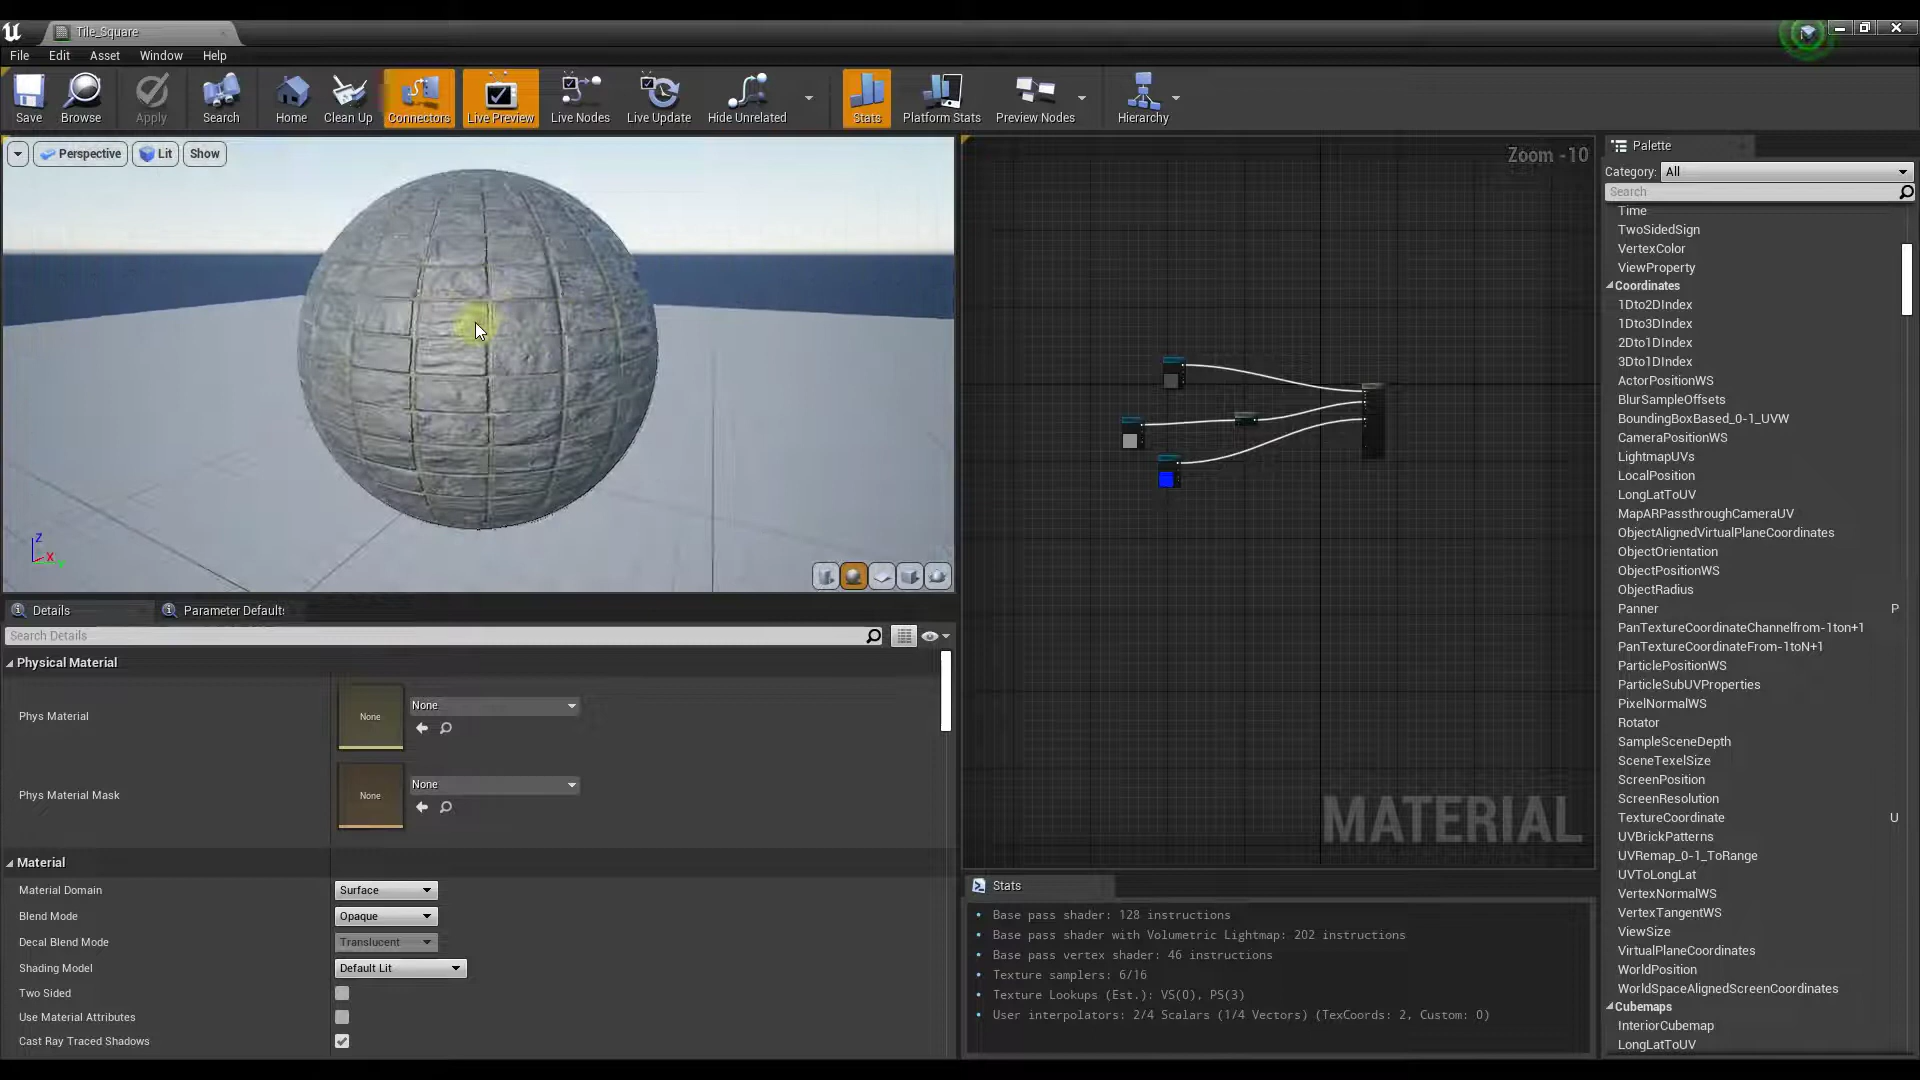 Tile_Square
File Edit Asset Window Help
Save Browse Apply Search Home Clean Up Connectors Live Preview Live Nodes Live Update Hide Unrelated Stats Platform Stats Preview Nodes Hierarchy
Perspective Lit Show
Zoom -10
Z
X
MATERIAL
Details Parameter Defaults
Search Details
Physical Material
Phys Material None None
Phys Material Mask None None
Material
Material Domain Surface
Blend Mode Opaque
Decal Blend Mode Translucent
Shading Model Default Lit
Two Sided
Use Material Attributes
Cast Ray Traced Shadows
Stats
Base pass shader: 128 instructions
Base pass shader with Volumetric Lightmap: 202 instructions
Base pass vertex shader: 46 instructions
Texture samplers: 6/16
Texture Lookups (Est.): VS(0), PS(3)
User interpolators: 2/4 Scalars (1/4 Vectors) (TexCoords: 2, Custom: 0)
Palette
Category: All
Search
Time
TwoSidedSign
VertexColor
ViewProperty
Coordinates
1Dto2DIndex
1Dto3DIndex
2Dto1DIndex
3Dto1DIndex
ActorPositionWS
BlurSampleOffsets
BoundingBoxBased_0-1_UVW
CameraPositionWS
LightmapUVs
LocalPosition
LongLatToUV
MapARPassthroughCameraUV
ObjectAlignedVirtualPlaneCoordinates
ObjectOrientation
ObjectPositionWS
ObjectRadius
Panner P
PanTextureCoordinateChannelfrom-1ton+1
PanTextureCoordinateFrom-1toN+1
ParticlePositionWS
ParticleSubUVProperties
PixelNormalWS
Rotator
SampleSceneDepth
SceneTexelSize
ScreenPosition
ScreenResolution
TextureCoordinate U
UVBrickPatterns
UVRemap_0-1_ToRange
UVToLongLat
VertexNormalWS
VertexTangentWS
ViewSize
VirtualPlaneCoordinates
WorldPosition
WorldSpaceAlignedScreenCoordinates
Cubemaps
InteriorCubemap
LongLatToUV